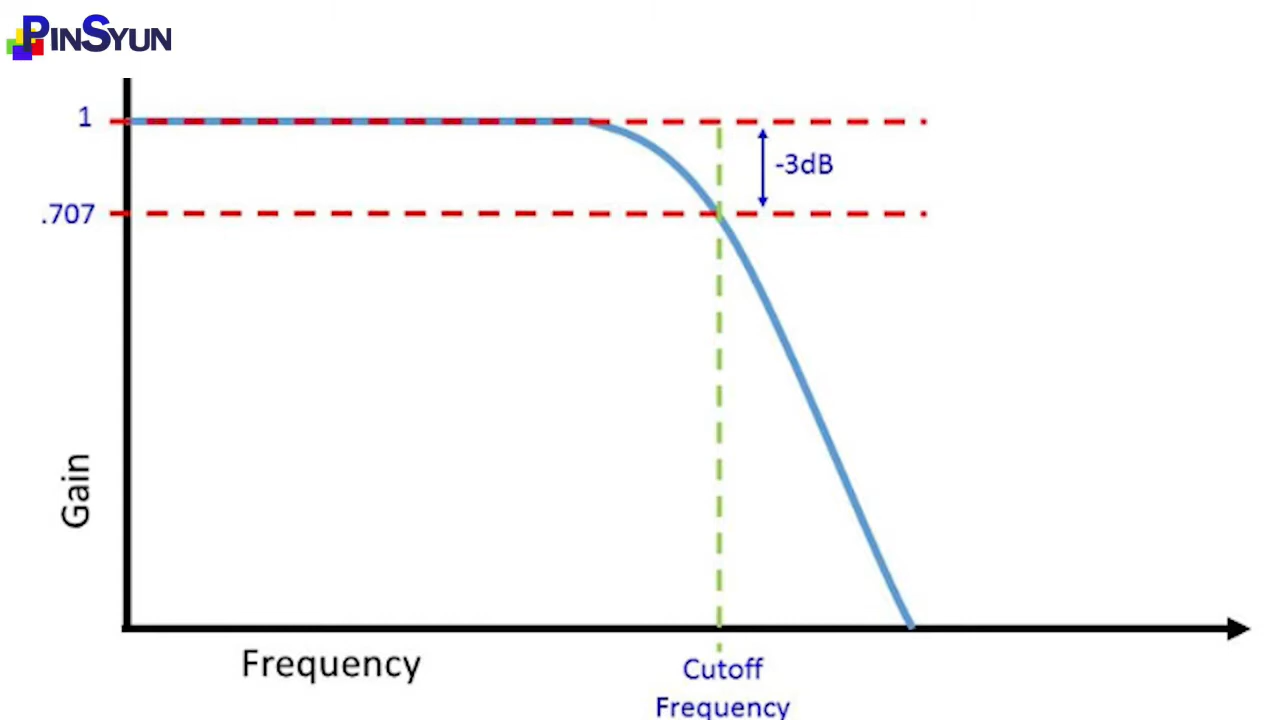 PINSYUN
1
-3dB
.707
Gain
Frequency
Cutoff
Frequency